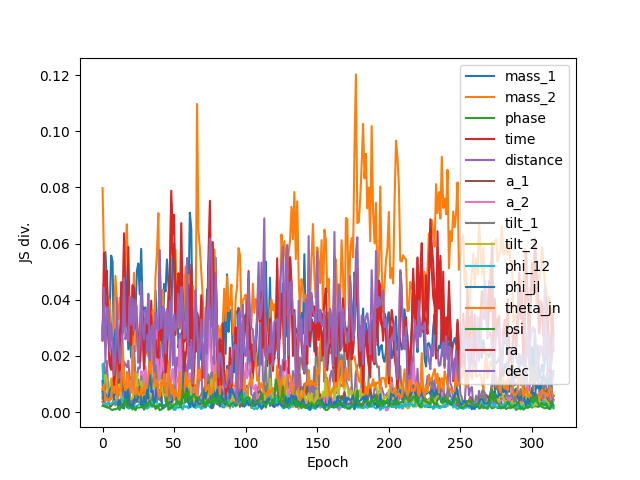 JS div.
0.12
0.10
0.08
0.06
0.04
0.02
0.00
0
50
100
150
200
250
300
Epoch
mass_1
mass_2
phase
time
distance
a_1
a_2
tilt_1
tilt_2
phi_12
phi_jl
theta_jn
psi
ra
dec